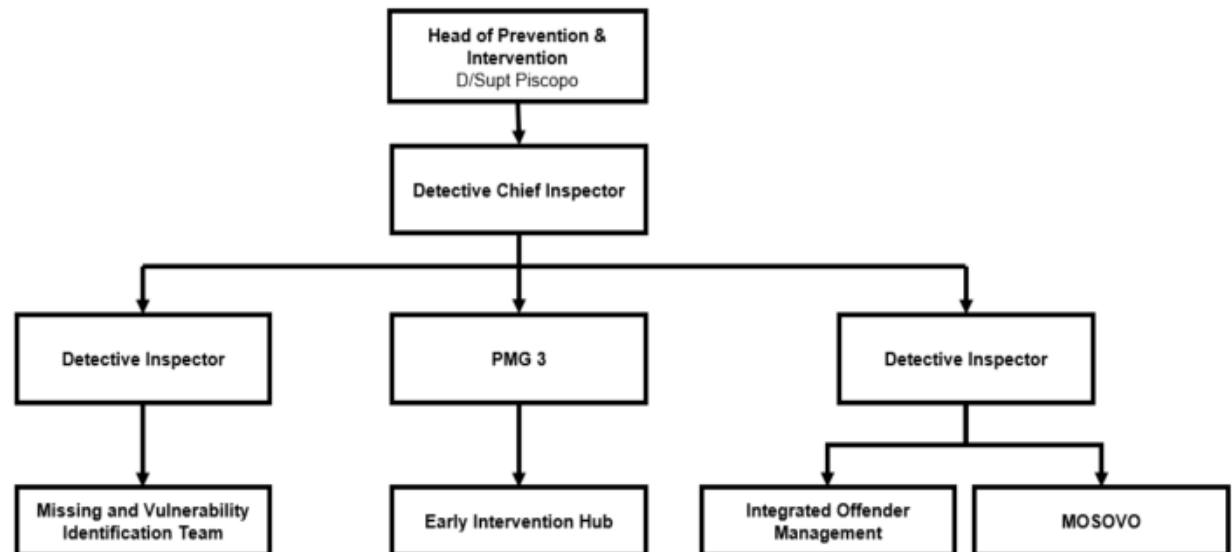 Head of Prevention &
Intervention
D/Supt Piscopo
Detective Chief Inspector
Detective Inspector
PMG 3
Detective Inspector
Missing and Vulnerability
Identification Team
Early Intervention Hub
Integrated Offender
Management
MOSOVO